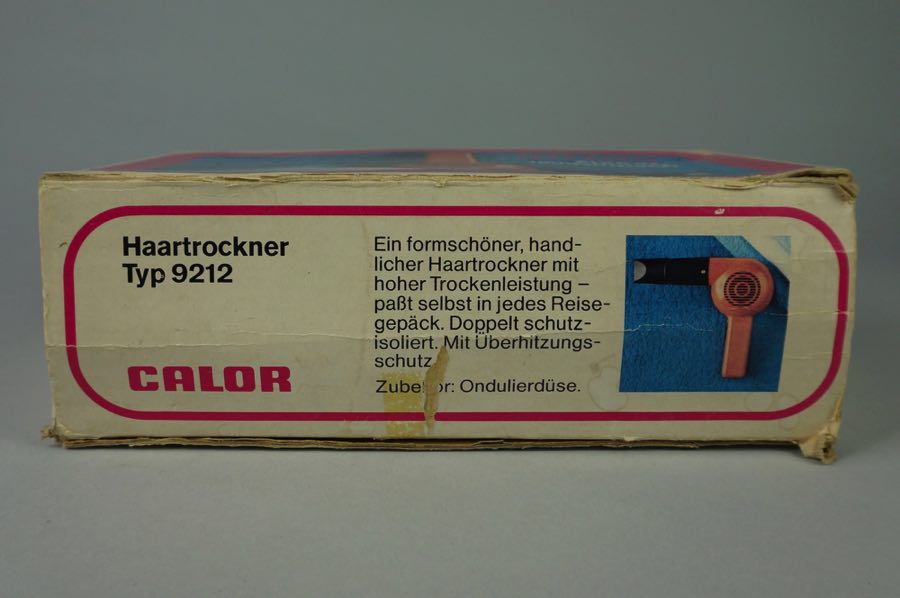 Haartrockner
Typ 9212
CALOR
Ein formschöner, hand-
licher Haartrockner mit
hoher Trockenleistung –
paßt selbst in jedes Reise-
gepäck. Doppelt schutz-
isoliert. Mit Überhitzungs-
schutz.
Zubehör: Ondulierdüse.